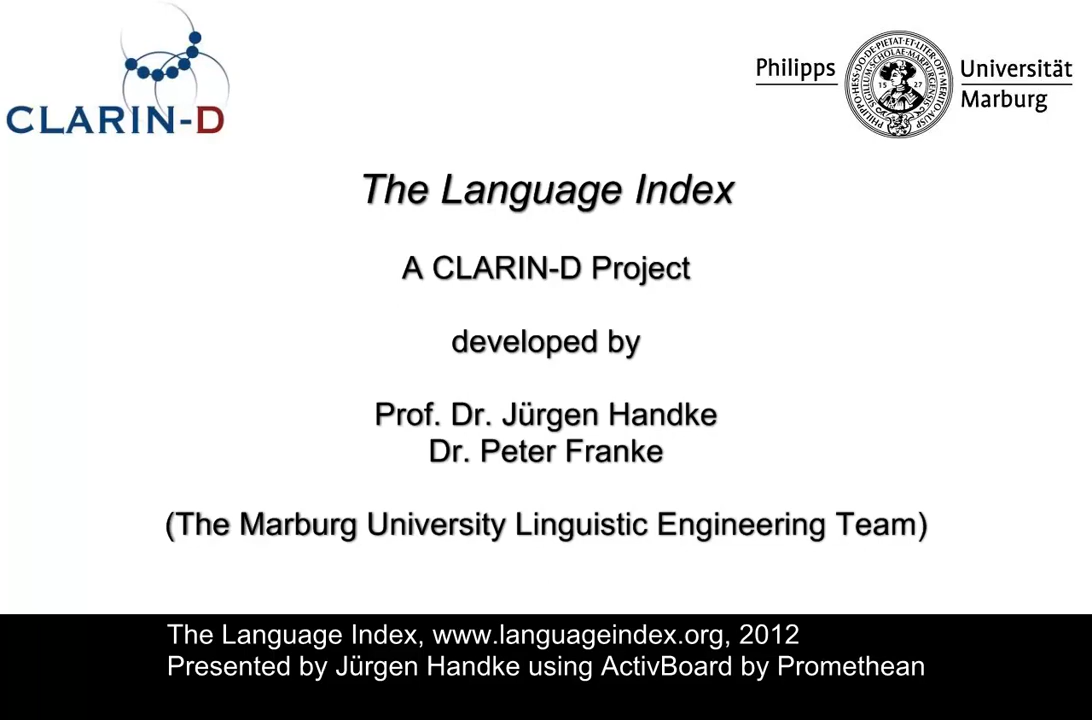 CLARIN-D
Philipps Universität
Marburg
15 27
The Language Index
A CLARIN-D Project
developed by
Prof. Dr. Jürgen Handke
Dr. Peter Franke
(The Marburg University Linguistic Engineering Team)
The Language Index, www.languageindex.org, 2012
Presented by Jürgen Handke using ActivBoard by Promethean